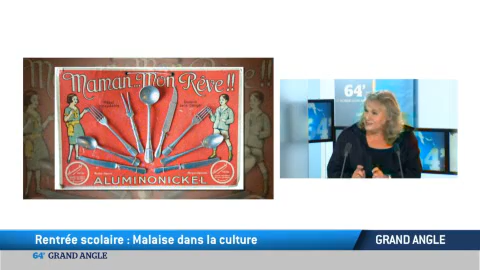 Maman.. Mon Rêve!!
ALUMINONICKEL
64'
Rentrée scolaire : Malaise dans la culture
GRAND ANGLE
64' GRAND ANGLE